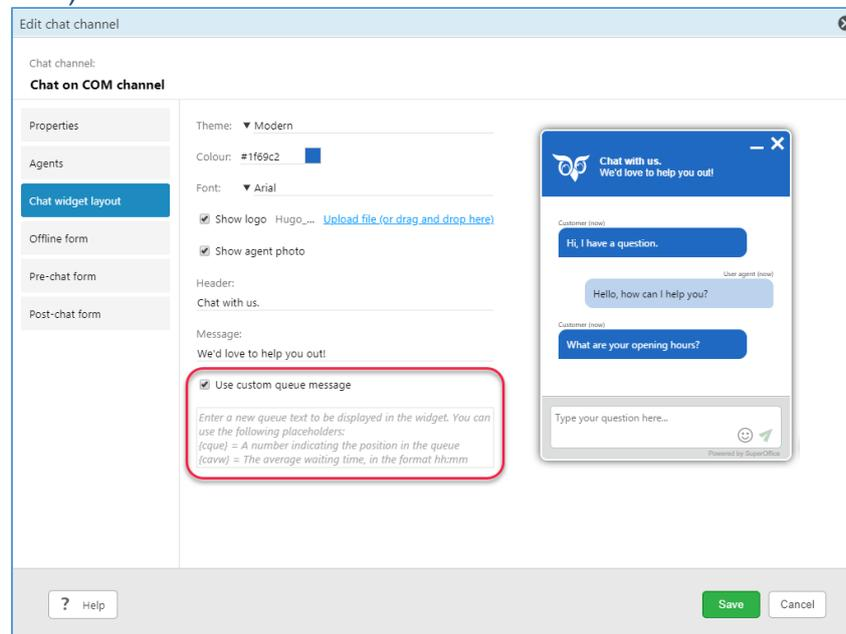 Edit chat channel
Chat channel:
Chat on COM channel
Properties
Agents
Chat widget layout
Offline form
Pre-chat form
Post-chat form
Theme: ▼ Modern
Colour: #1f69c2
Font: ▼ Arial
Show logo Hugo_... Upload file (or drag and drop here)
Show agent photo
Header:
Chat with us.
Message:
We'd love to help you out!
Use custom queue message
Enter a new queue text to be displayed in the widget. You can
use the following placeholders:
{cque} = A number indicating the position in the queue
{cavw} = The average waiting time, in the format hh:mm
Chat with us.
We'd love to help you out!
Customer (now)
Hi, I have a question.
User agent (now)
Hello, how can I help you?
Customer (now)
What are your opening hours?
Type your question here...
Powered by SuperOffice
? Help
Save
Cancel